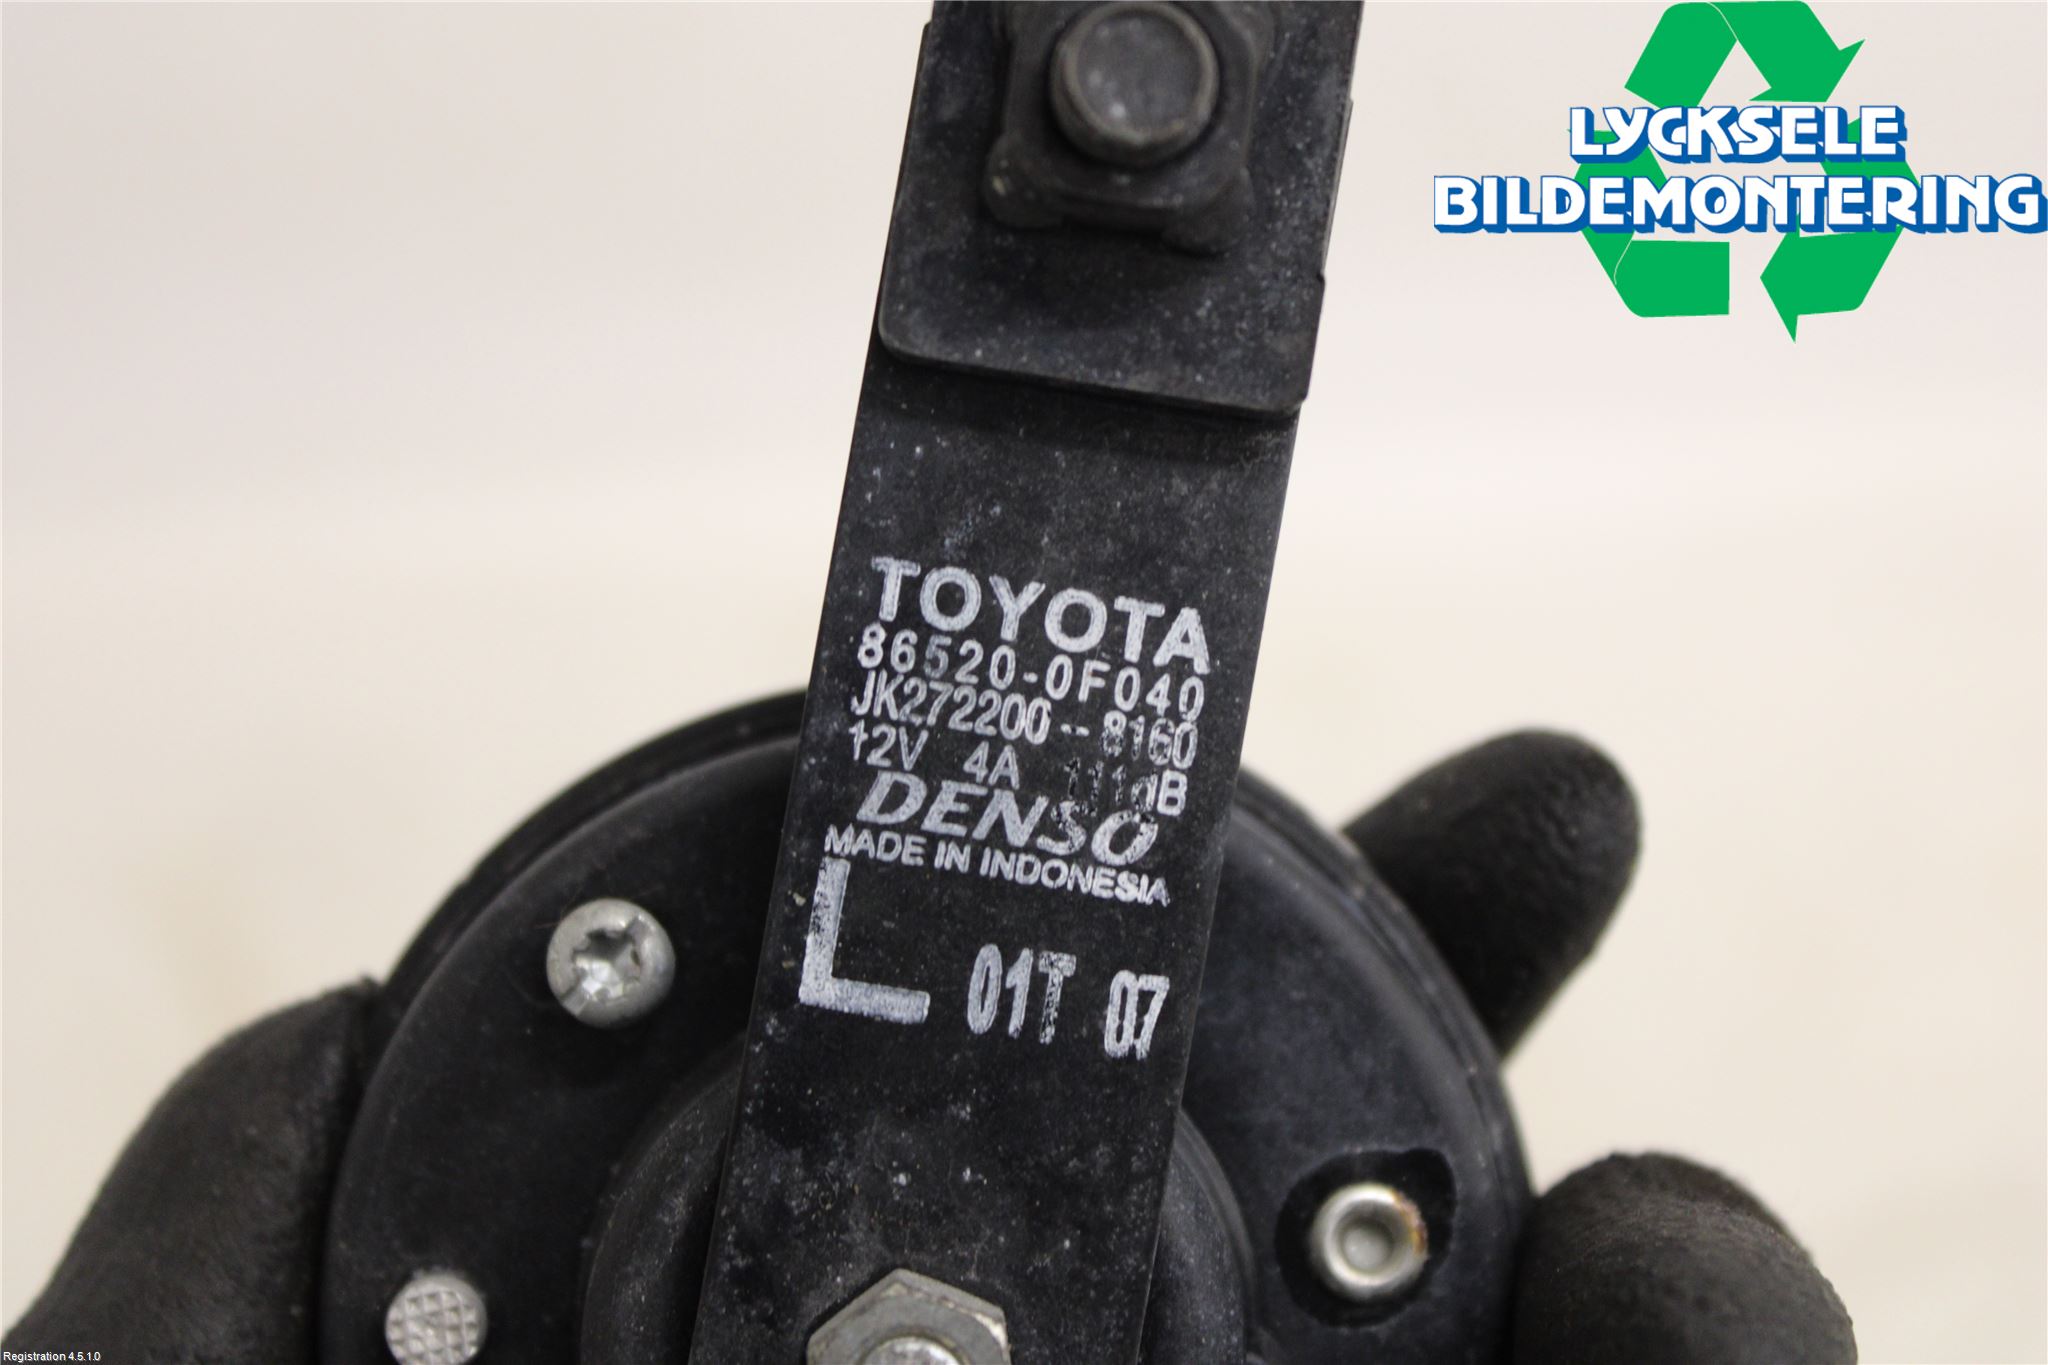 LYCKSELE
BILDEMONTERING
TOYOTA
86520-0F040
JK272200-8160
12V 4A 111dB
DENSO
MADE IN INDONESIA
L 01T 07
Registration 4.5.1.0